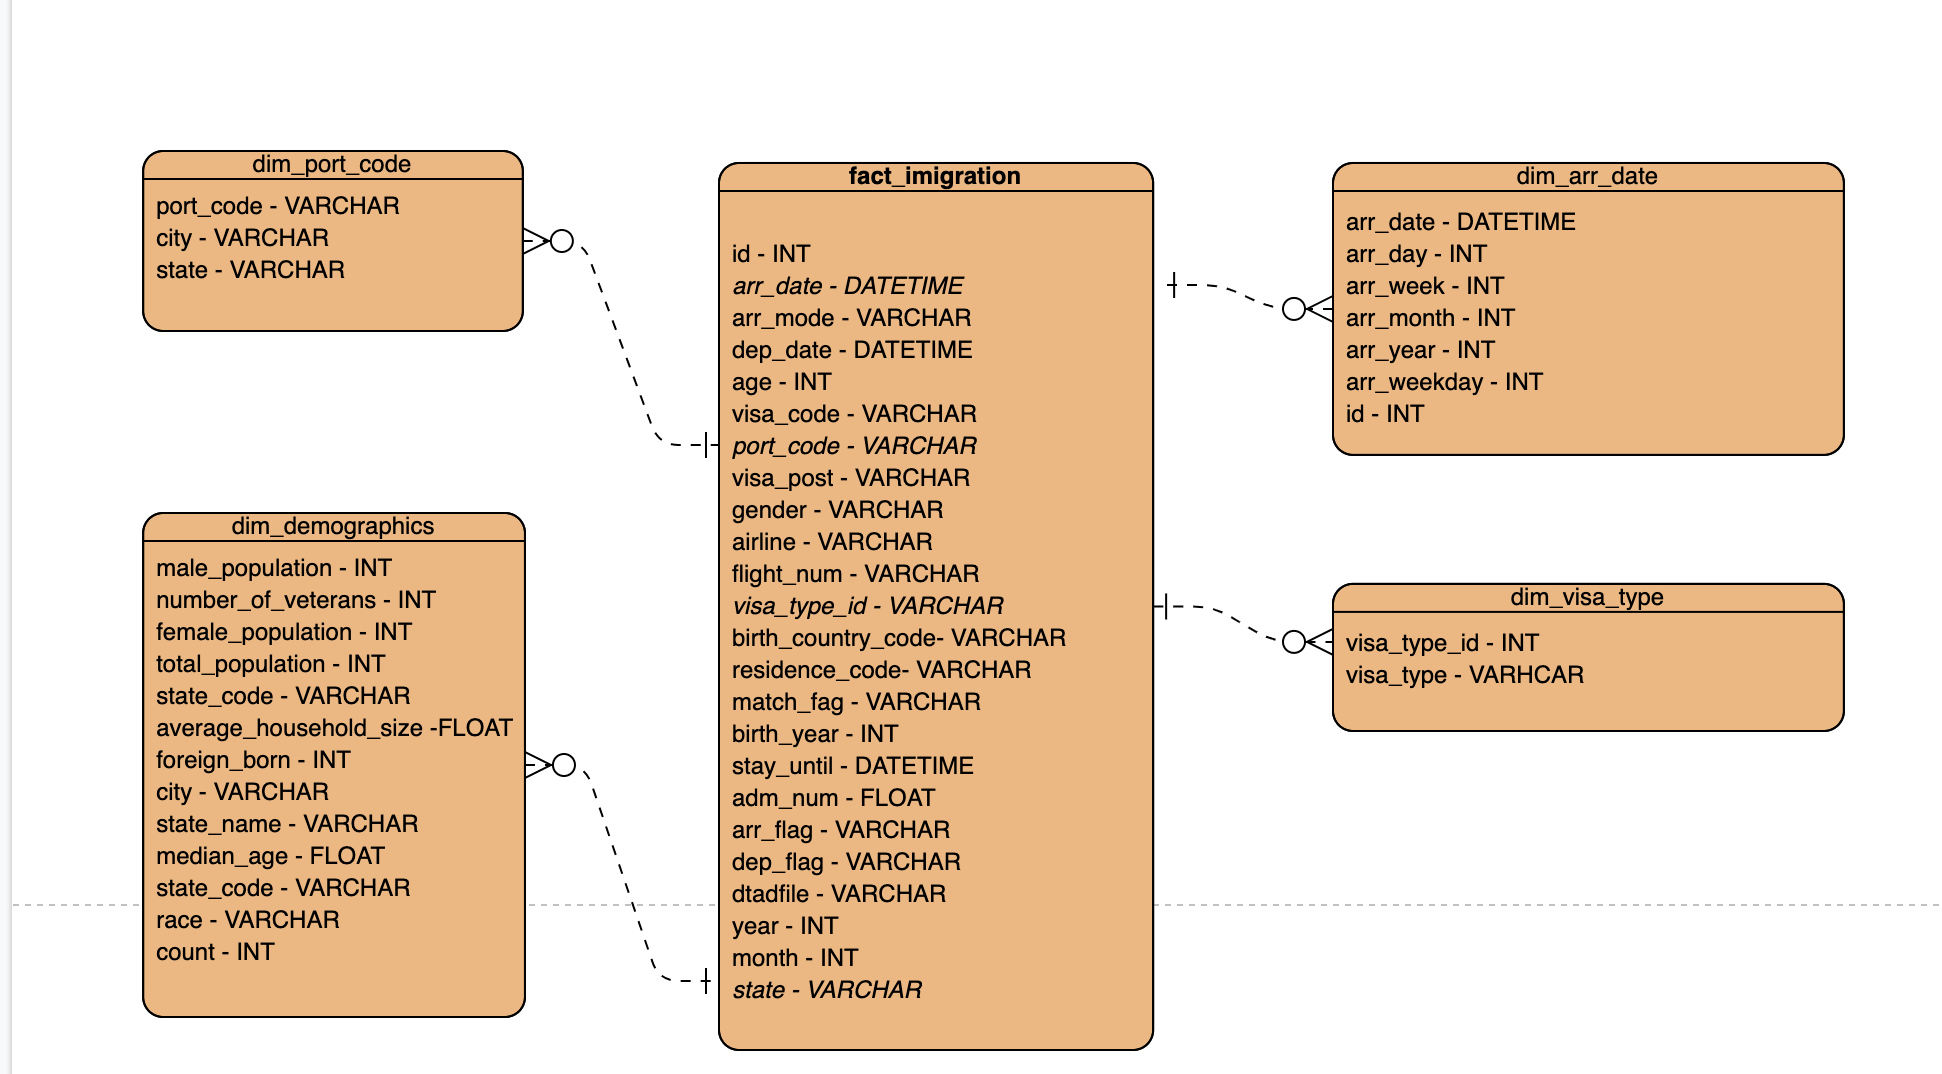 dim_port_code
port_code - VARCHAR
city - VARCHAR
state - VARCHAR
dim_demographics
male_population - INT
number_of_veterans - INT
female_population - INT
total_population - INT
state_code - VARCHAR
average_household_size -FLOAT
foreign_born - INT
city - VARCHAR
state_name - VARCHAR
median_age - FLOAT
state_code - VARCHAR
race - VARCHAR
count - INT
fact_imigration
id - INT
arr_date - DATETIME
arr_mode - VARCHAR
dep_date - DATETIME
age - INT
visa_code - VARCHAR
port_code - VARCHAR
visa_post - VARCHAR
gender - VARCHAR
airline - VARCHAR
flight_num - VARCHAR
visa_type_id - VARCHAR
birth_country_code- VARCHAR
residence_code- VARCHAR
match_fag - VARCHAR
birth_year - INT
stay_until - DATETIME
adm_num - FLOAT
arr_flag - VARCHAR
dep_flag - VARCHAR
dtadfile - VARCHAR
year - INT
month - INT
state - VARCHAR
dim_arr_date
arr_date - DATETIME
arr_day - INT
arr_week - INT
arr_month - INT
arr_year - INT
arr_weekday - INT
id - INT
dim_visa_type
visa_type_id - INT
visa_type - VARHCAR